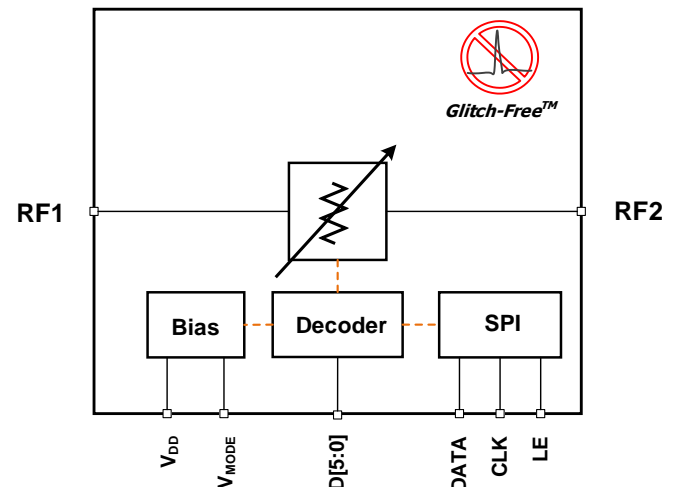 Glitch-Free™
RF1
RF2
Bias
Decoder
SPI
VDD
VMODE
D[5:0]
DATA
CLK
LE